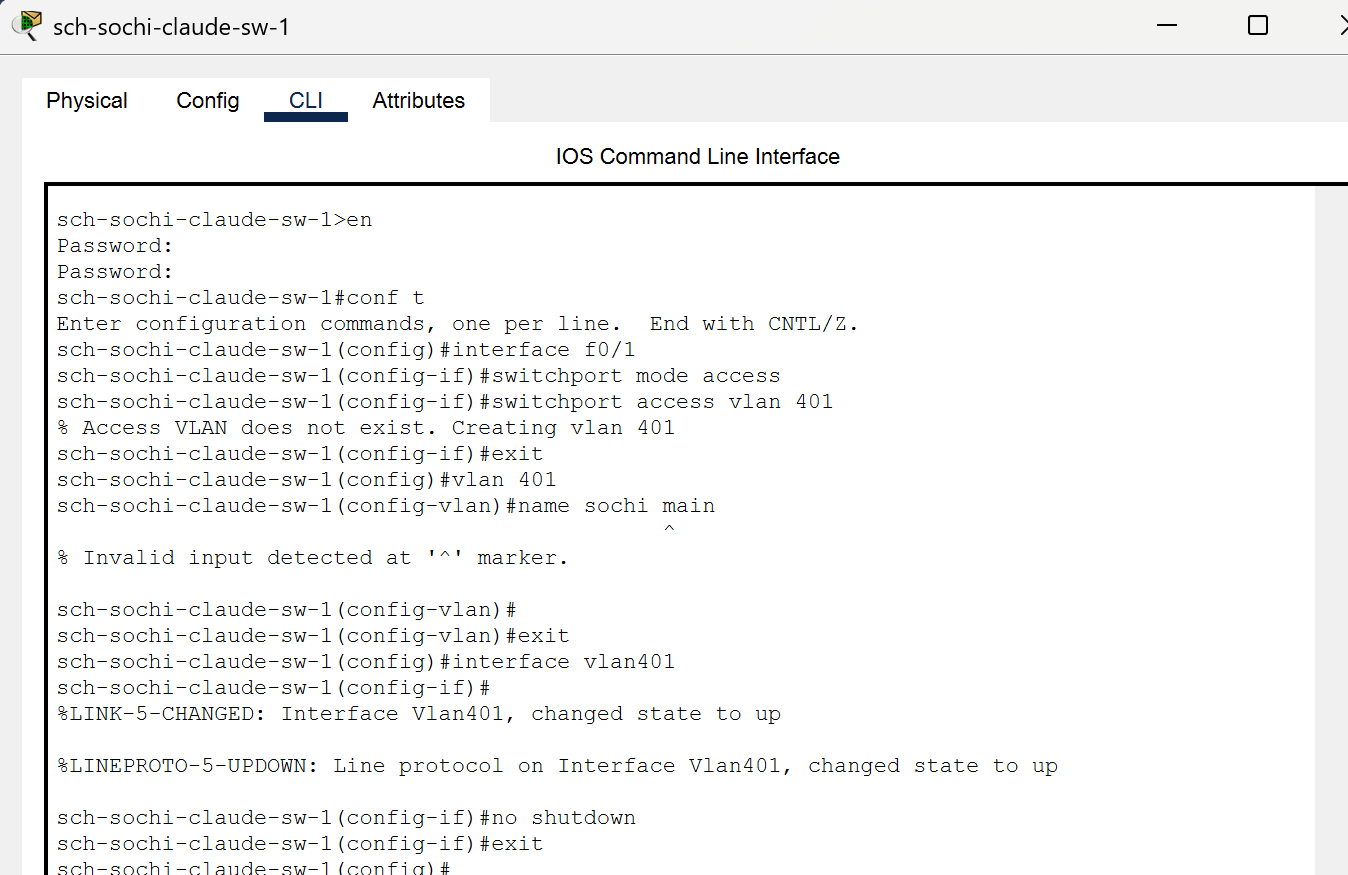 sch-sochi-claude-sw-1
Physical Config CLI Attributes
IOS Command Line Interface
sch-sochi-claude-sw-1>en
Password:
Password:
sch-sochi-claude-sw-1#conf t
Enter configuration commands, one per line.  End with CNTL/Z.
sch-sochi-claude-sw-1(config)#interface f0/1
sch-sochi-claude-sw-1(config-if)#switchport mode access
sch-sochi-claude-sw-1(config-if)#switchport access vlan 401
% Access VLAN does not exist. Creating vlan 401
sch-sochi-claude-sw-1(config-if)#exit
sch-sochi-claude-sw-1(config)#vlan 401
sch-sochi-claude-sw-1(config-vlan)#name sochi main
^
% Invalid input detected at '^' marker.
sch-sochi-claude-sw-1(config-vlan)#
sch-sochi-claude-sw-1(config-vlan)#exit
sch-sochi-claude-sw-1(config)#interface vlan401
sch-sochi-claude-sw-1(config-if)#
%LINK-5-CHANGED: Interface Vlan401, changed state to up
%LINEPROTO-5-UPDOWN: Line protocol on Interface Vlan401, changed state to up
sch-sochi-claude-sw-1(config-if)#no shutdown
sch-sochi-claude-sw-1(config-if)#exit
sch-sochi-claude-sw-1(config)#